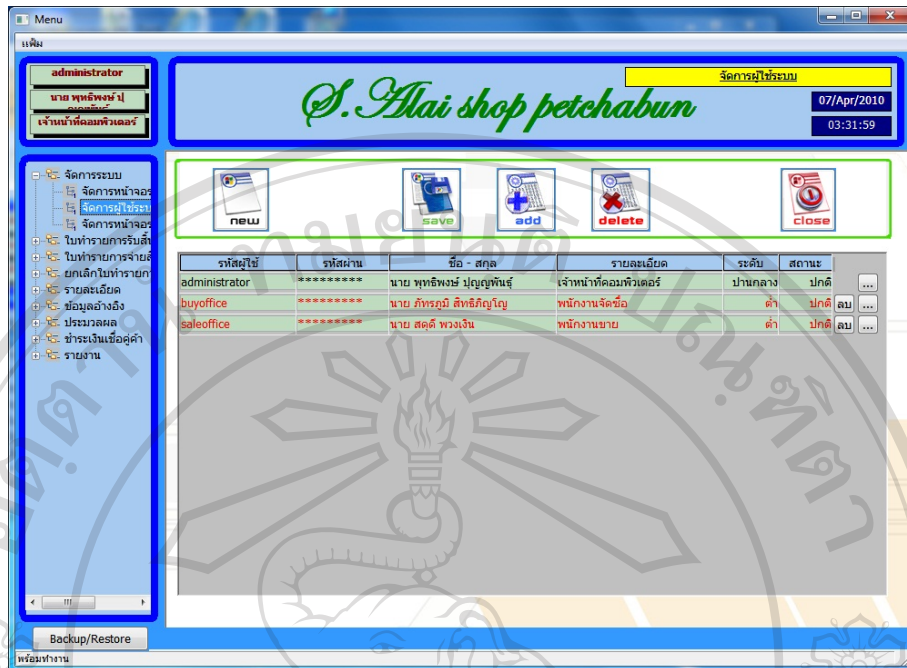 Menu
แฟ้ม
administrator
นาย พุทธิพงษ์ ปุ
เจ้าหน้าที่คอมพิวเตอร์
S. Alai shop petchabun
จัดการผู้ใช้ระบบ
07/Apr/2010
03:31:59
จัดการระบบ
จัดการหน้าจอร
จัดการผู้ใช้ระบ
จัดการหน้าจอร
ใบทำรายการรับสิ
ใบทำรายการจ่ายสิ
ยกเลิกใบทำรายก
รายละเอียด
ข้อมูลอ้างอิง
ประมวลผล
ชำระเงินเชื่อคู่ค้า
รายงาน
new
save
add
delete
close
รหัสผู้ใช้ รหัสผ่าน ชื่อ - สกุล รายละเอียด ระดับ สถานะ
administrator ********* นาย พุทธิพงษ์ ปุญญพันธุ์ เจ้าหน้าที่คอมพิวเตอร์ ปานกลาง ปกติ ...
buyoffice ********* นาย ภัทรภูมิ สิทธิภิญโญ พนักงานจัดซื้อ ต่ำ ปกติ ลบ ...
saleoffice ********* นาย สดุดี พวงเงิน พนักงานขาย ต่ำ ปกติ ลบ ...
Backup/Restore
พร้อมทำงาน